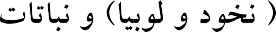 ( نخود و لوبیا) و نباتات